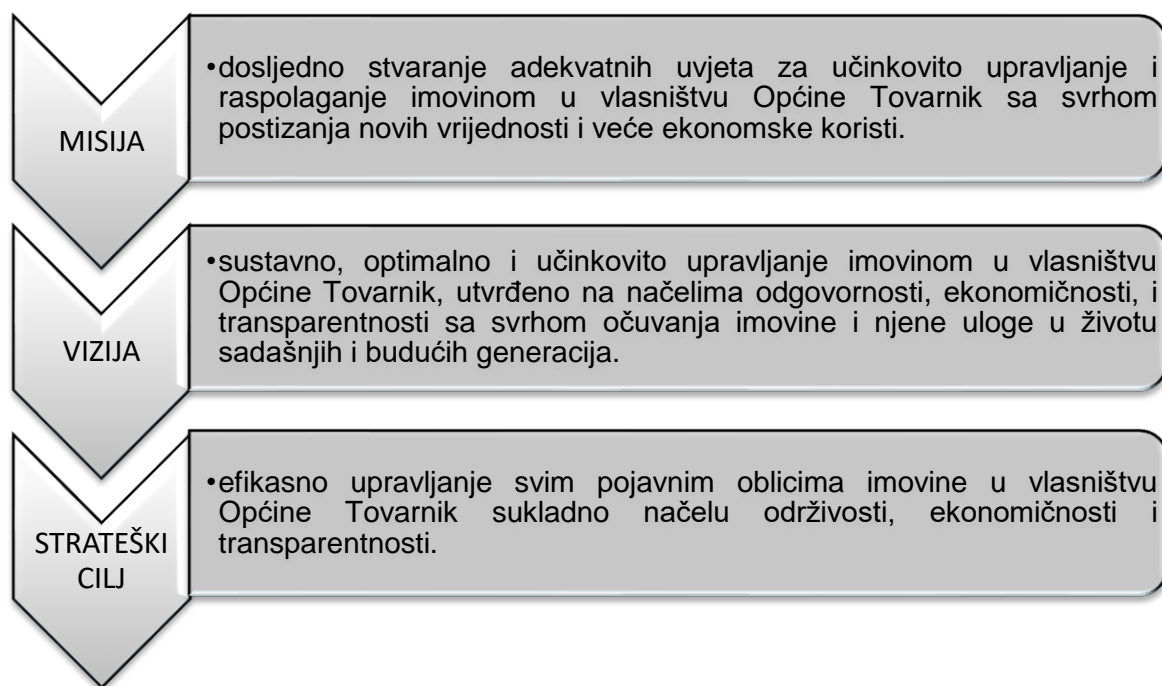 MISIJA
•dosljedno stvaranje adekvatnih uvjeta za učinkovito upravljanje i
raspolaganje imovinom u vlasništvu Općine Tovarnik sa svrhom
postizanja novih vrijednosti i veće ekonomske koristi.
VIZIJA
•sustavno, optimalno i učinkovito upravljanje imovinom u vlasništvu
Općine Tovarnik, utvrđeno na načelima odgovornosti, ekonomičnosti, i
transparentnosti sa svrhom očuvanja imovine i njene uloge u životu
sadašnjih i budućih generacija.
STRATEŠKI
CILJ
•efikasno upravljanje svim pojavnim oblicima imovine u vlasništvu
Općine Tovarnik sukladno načelu održivosti, ekonomičnosti i
transparentnosti.